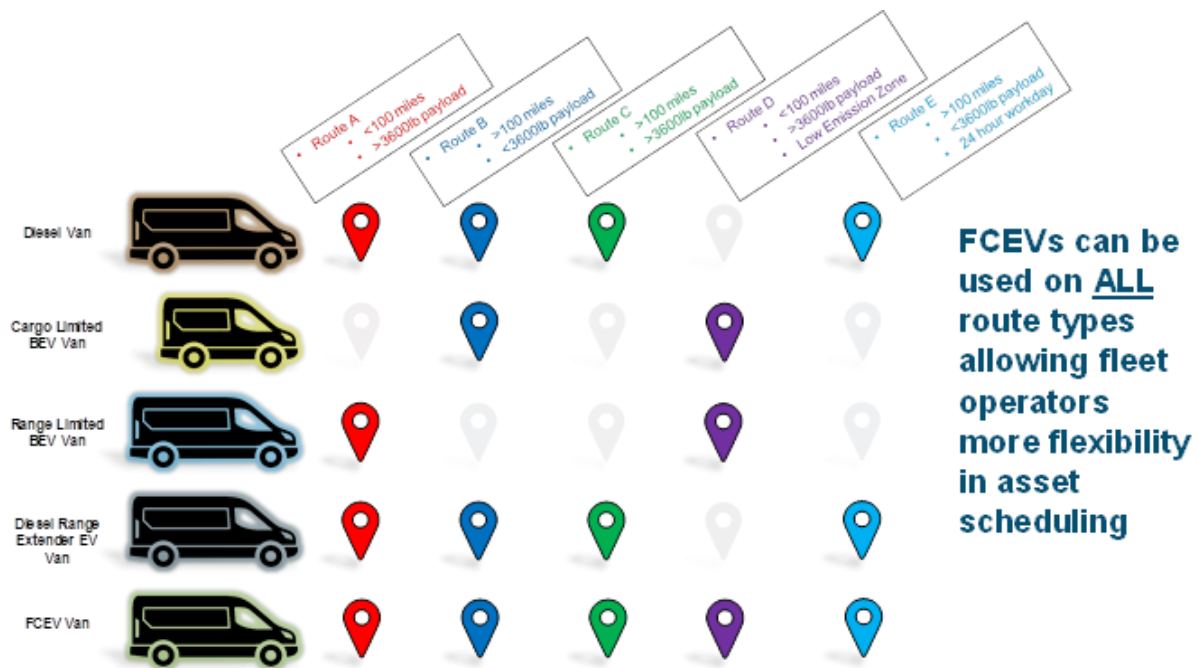 • Route A
• <100 miles
• >3600lb payload
• Route B
• >100 miles
• <3600lb payload
• Route C
• >100 miles
• >3600lb payload
• Route D
• <100 miles
• >3600lb payload
• Low Emission Zone
• Route E
• >100 miles
• <3600lb payload
• 24 hour workday
Diesel Van
Cargo Limited
BEV Van
Range Limited
BEV Van
Diesel Range
Extender EV
Van
FCEV Van
FCEVs can be
used on ALL
route types
allowing fleet
operators
more flexibility
in asset
scheduling